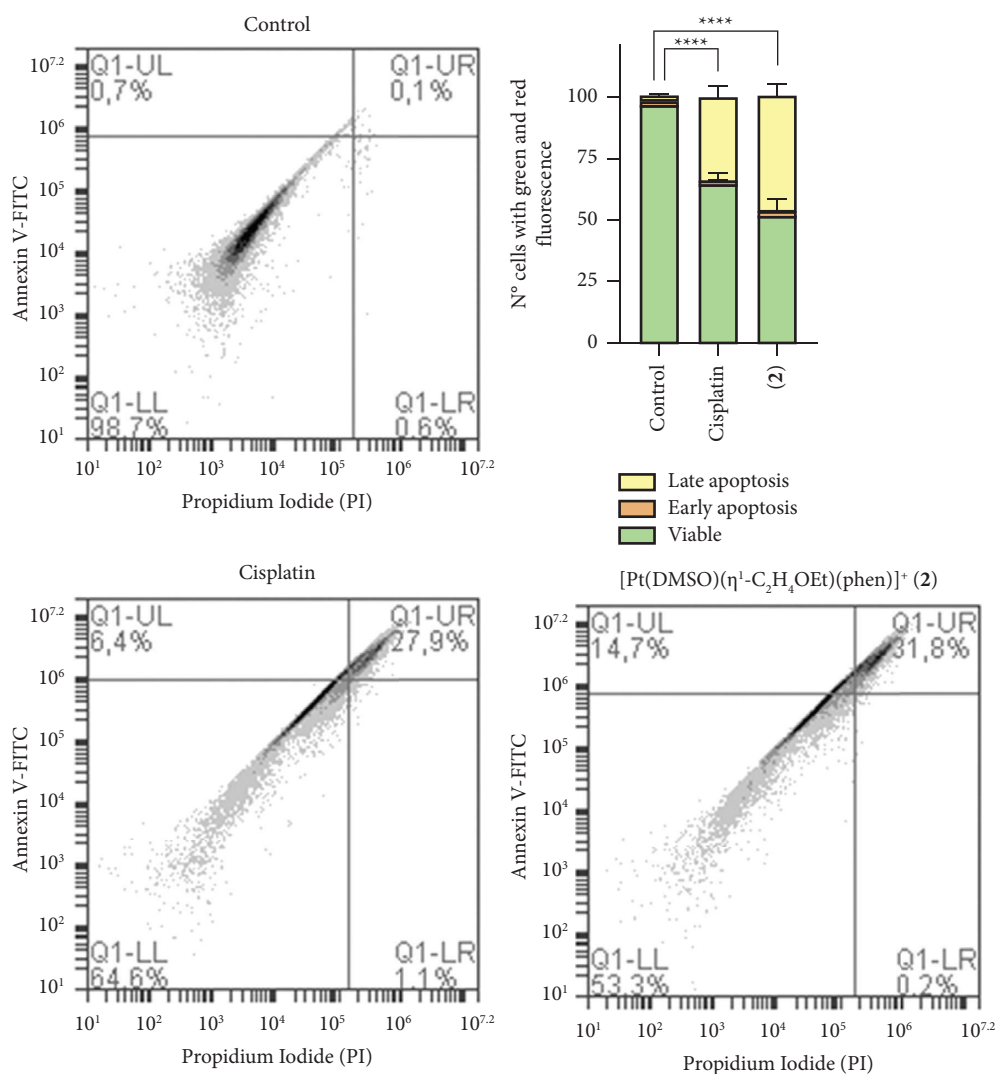 Control
10^7.2
10^6
10^5
10^4
10^3
10^2
10^1
Annexin V-FITC
Q1-UL
0,7%
Q1-UR
0,1%
Q1-LL
98,7%
Q1-LR
0,6%
10^1 10^2 10^3 10^4 10^5 10^6 10^7.2
Propidium Iodide (PI)
****
****
N° cells with green and red
fluorescence
100
75
50
25
0
Control
Cisplatin
(2)
Late apoptosis
Early apoptosis
Viable
Cisplatin
10^7.2
10^6
10^5
10^4
10^3
10^2
10^1
Annexin V-FITC
Q1-UL
6,4%
Q1-UR
27,9%
Q1-LL
64,6%
Q1-LR
1,1%
10^1 10^2 10^3 10^4 10^5 10^6 10^7.2
Propidium Iodide (PI)
[Pt(DMSO)(η¹-C₂H₄OEt)(phen)]⁺ (2)
10^7.2
10^6
10^5
10^4
10^3
10^2
10^1
Annexin V-FITC
Q1-UL
14,7%
Q1-UR
31,8%
Q1-LL
53,3%
Q1-LR
0,2%
10^1 10^2 10^3 10^4 10^5 10^6 10^7.2
Propidium Iodide (PI)